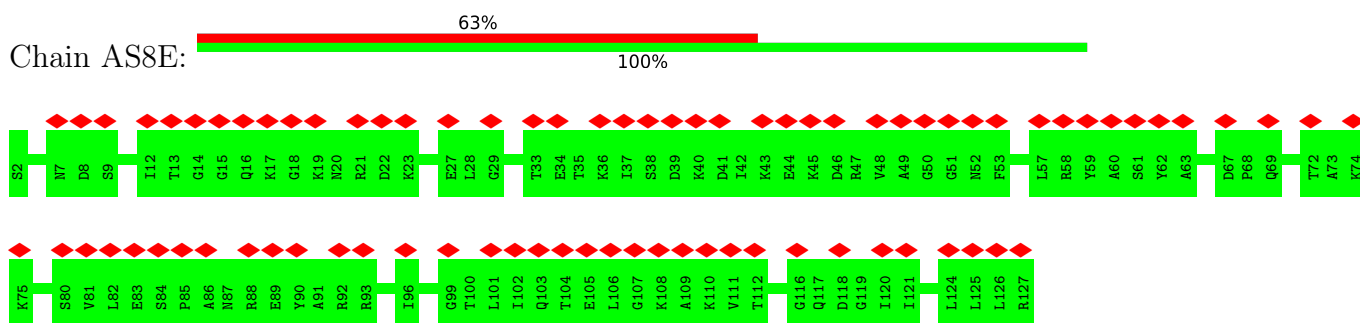 63%
Chain AS8E:
100%
S2 N7 D8 S9 I12 T13 G14 G15 Q16 K17 G18 K19 N20 R21 D22 K23 E27 L28 G29 T33 E34 T35 K36 I37 S38 D39 K40 D41 I42 K43 E44 K45 D46 R47 V48 A49 G50 G51 N52 F53 L57 R58 Y59 A60 S61 Y62 A63 D67 P68 Q69 T72 A73 K74
K75 S80 V81 L82 E83 S84 P85 A86 N87 R88 E89 Y90 A91 R92 R93 I96 G99 T100 L101 I102 Q103 T104 E105 L106 G107 K108 A109 K110 V111 T112 G116 Q117 D118 G119 I120 I121 L124 L125 L126 R127